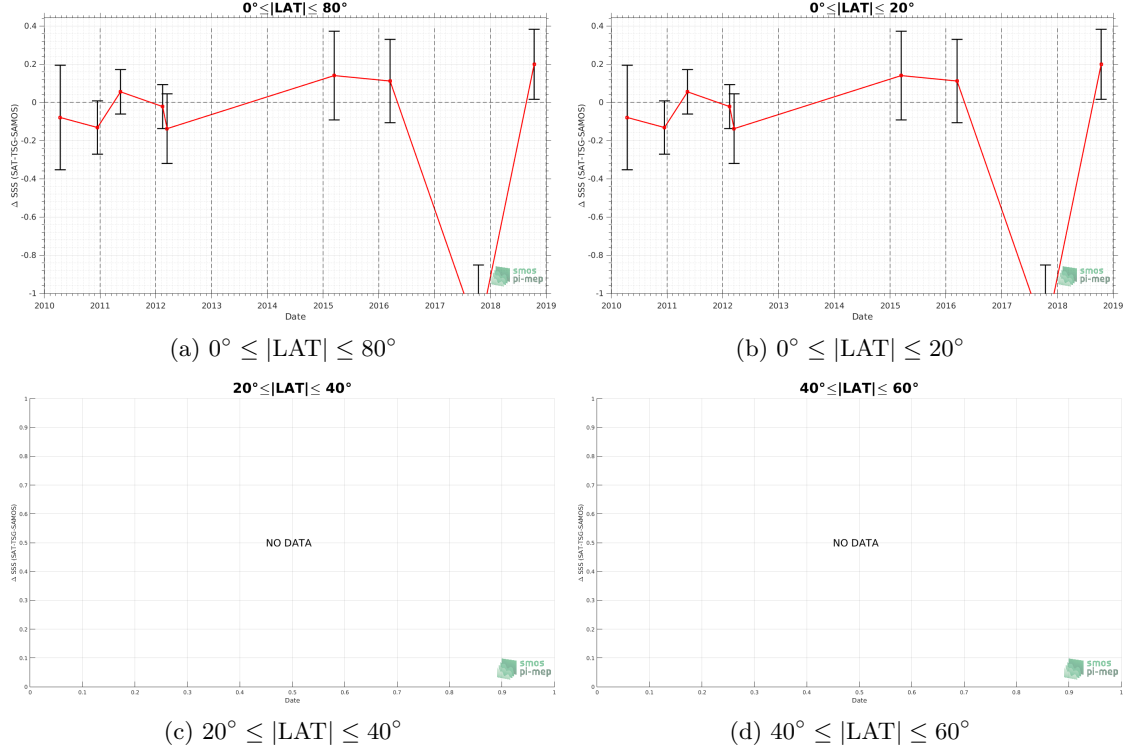 0°≤|LAT|≤ 80°
0.4
0.2
0
-0.2
-0.4
-0.6
-0.8
-1
Δ SSS (SAT-TSG-SAMOS)
2010 2011 2012 2013 2014 2015 2016 2017 2018 2019
Date
smos
pi-mep
(a) 0° ≤ |LAT| ≤ 80°
0°≤|LAT|≤ 20°
0.4
0.2
0
-0.2
-0.4
-0.6
-0.8
-1
Δ SSS (SAT-TSG-SAMOS)
2010 2011 2012 2013 2014 2015 2016 2017 2018 2019
Date
smos
pi-mep
(b) 0° ≤ |LAT| ≤ 20°
20°≤|LAT|≤ 40°
1
0.9
0.8
0.7
0.6
0.5
0.4
0.3
0.2
0.1
0
Δ SSS (SAT-TSG-SAMOS)
NO DATA
0 0.1 0.2 0.3 0.4 0.5 0.6 0.7 0.8 0.9 1
Date
smos
pi-mep
(c) 20° ≤ |LAT| ≤ 40°
40°≤|LAT|≤ 60°
1
0.9
0.8
0.7
0.6
0.5
0.4
0.3
0.2
0.1
0
Δ SSS (SAT-TSG-SAMOS)
NO DATA
0 0.1 0.2 0.3 0.4 0.5 0.6 0.7 0.8 0.9 1
Date
smos
pi-mep
(d) 40° ≤ |LAT| ≤ 60°